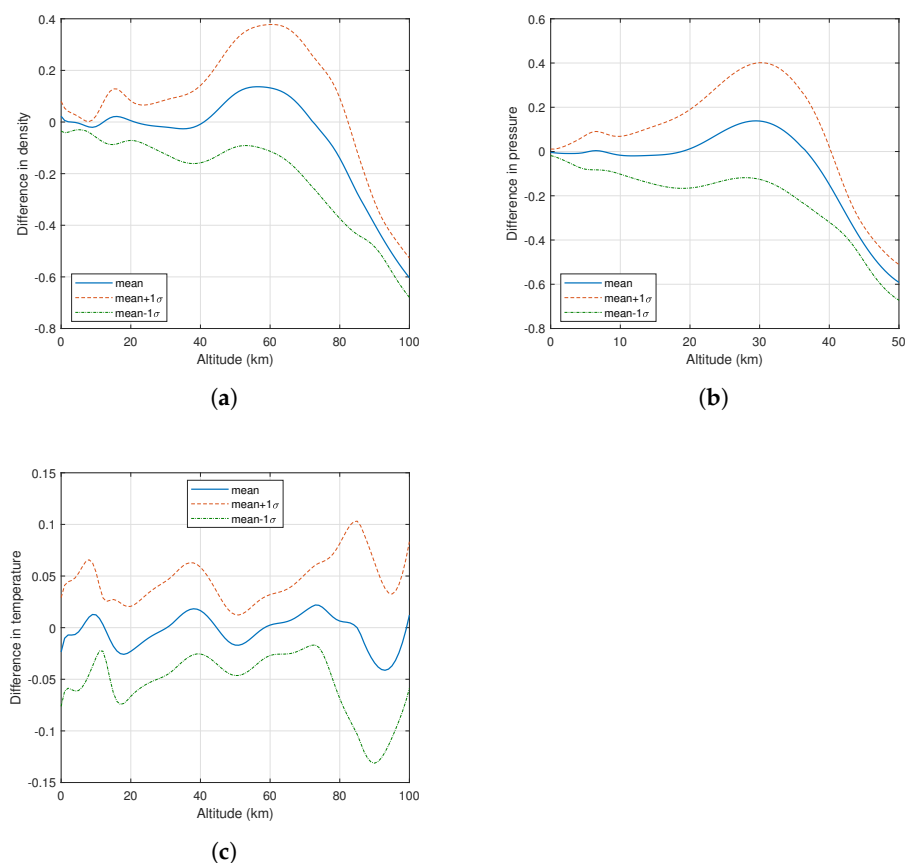 0.4
0.2
0
-0.2
-0.4
-0.6
-0.8
Difference in density
mean
mean+1σ
mean-1σ
0 20 40 60 80 100
Altitude (km)
(a)
0.6
0.4
0.2
0
-0.2
-0.4
-0.6
-0.8
Difference in pressure
mean
mean+1σ
mean-1σ
0 10 20 30 40 50
Altitude (km)
(b)
0.15
0.1
0.05
0
-0.05
-0.1
-0.15
Difference in temperature
mean
mean+1σ
mean-1σ
0 20 40 60 80 100
Altitude (km)
(c)